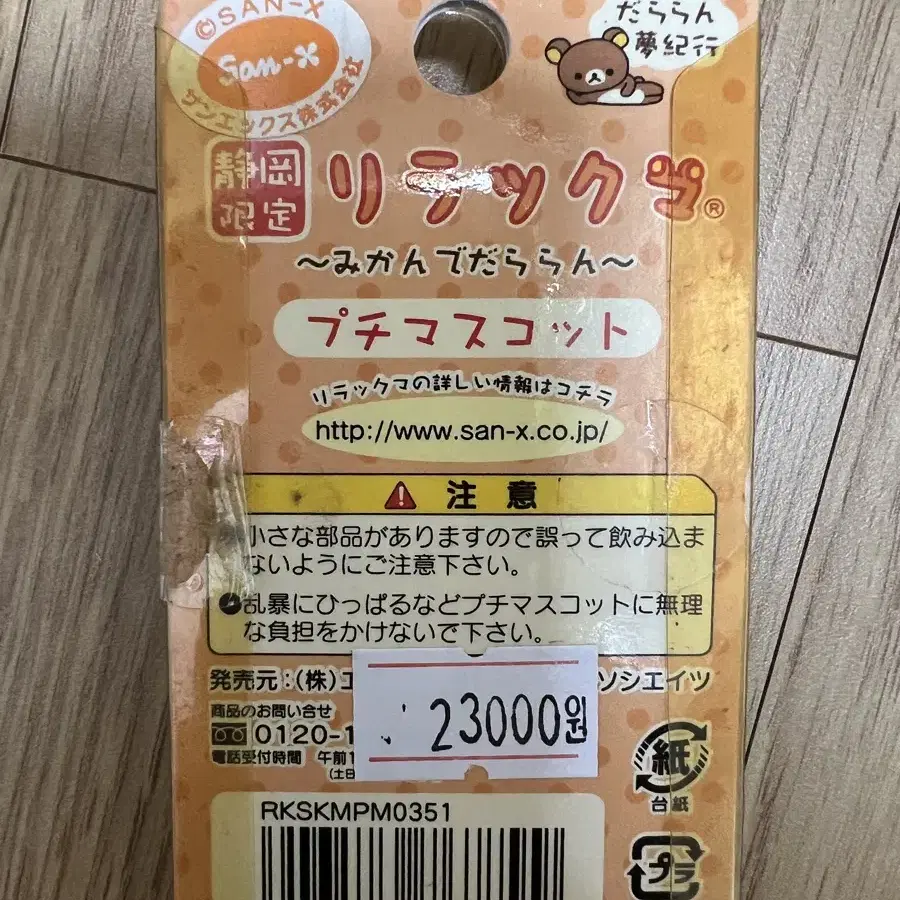 ©SAN-X
San-X
サンエックス株式会社
だららん
夢紀行
静岡
限定
リラックマ®
〜みかんでだららん〜
プチマスコット
リラックマの詳しい情報はコチラ
http://www.san-x.co.jp/
注意
小さな部品がありますので誤って飲み込ま
ないようにご注意下さい。
乱暴にひっぱるなどプチマスコットに無理
な負担をかけないで下さい。
発売元:(株)エ
ソシエイツ
商品のお問い合せ
0120-1
電話受付時間 午前1
(土日
23000원
紙
台紙
RKSKMPM0351
プラ